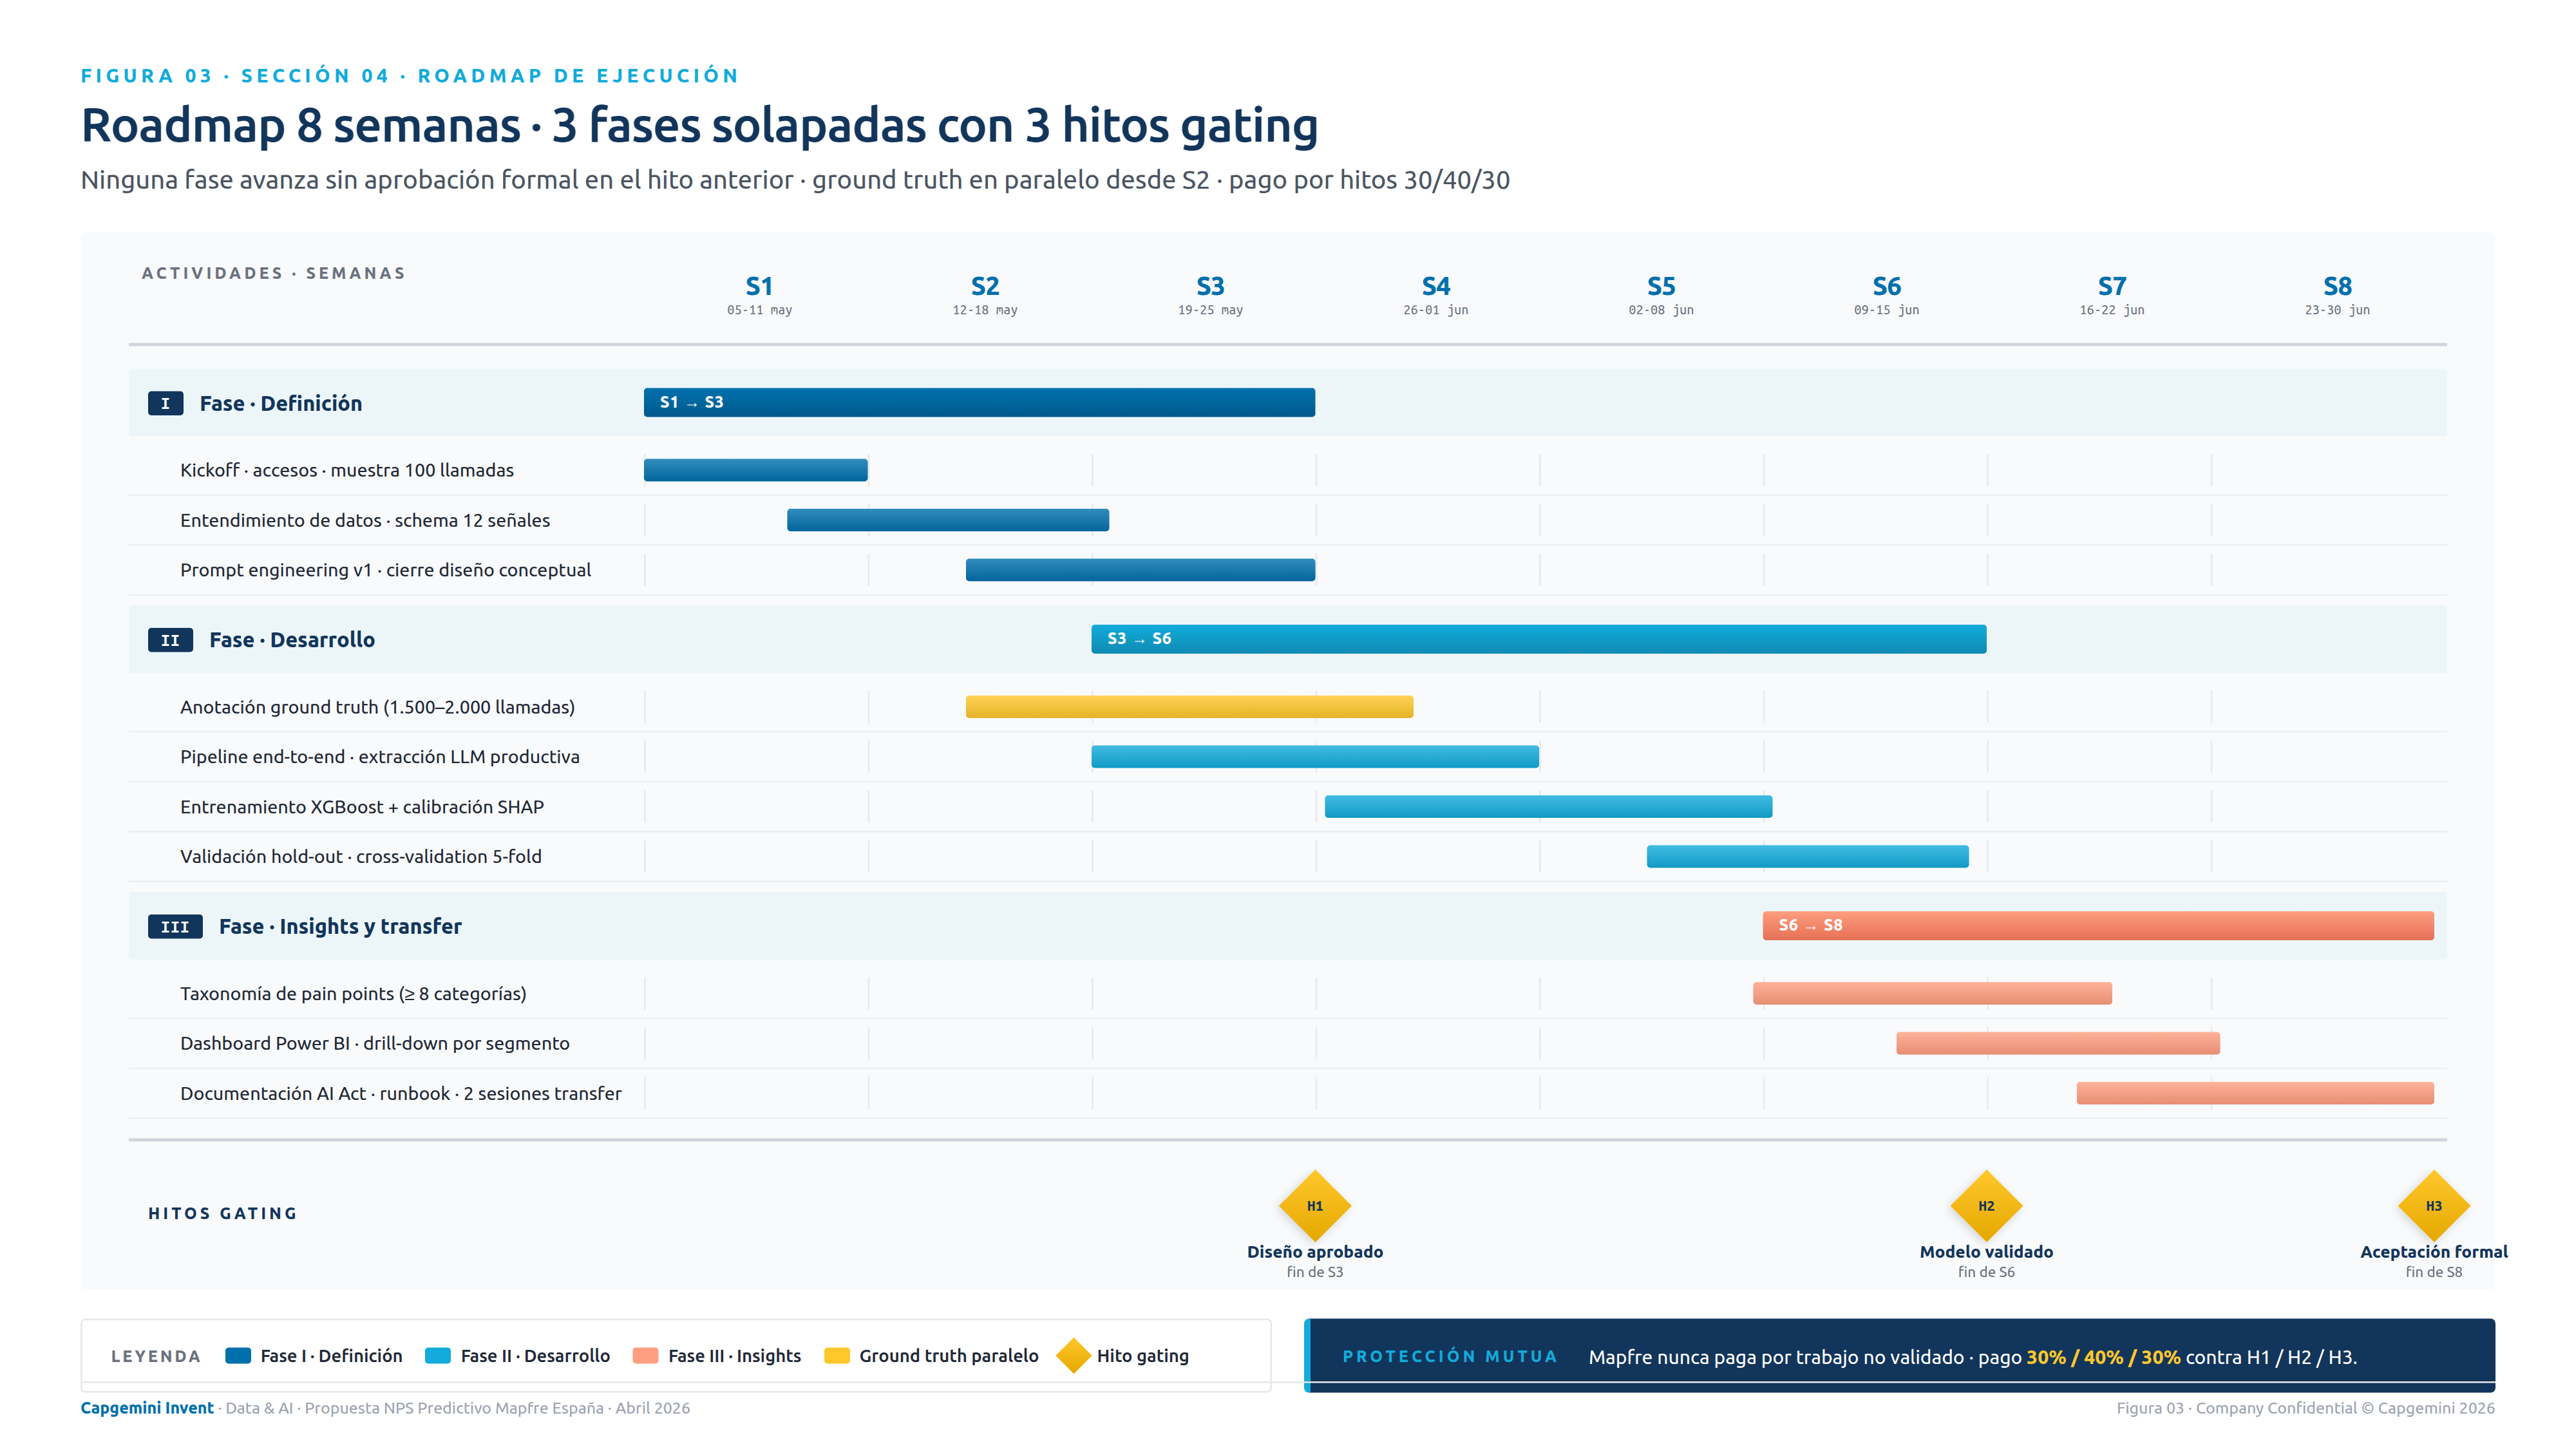 FIGURA 03 · SECCIÓN 04 · ROADMAP DE EJECUCIÓN
Roadmap 8 semanas · 3 fases solapadas con 3 hitos gating
Ninguna fase avanza sin aprobación formal en el hito anterior · ground truth en paralelo desde S2 · pago por hitos 30/40/30
ACTIVIDADES · SEMANAS
S1 S2 S3 S4 S5 S6 S7 S8
05-11 may 12-18 may 19-25 may 26-01 jun 02-08 jun 09-15 jun 16-22 jun 23-30 jun
I Fase · Definición S1 → S3
Kickoff · accesos · muestra 100 llamadas
Entendimiento de datos · schema 12 señales
Prompt engineering v1 · cierre diseño conceptual
II Fase · Desarrollo S3 → S6
Anotación ground truth (1.500–2.000 llamadas)
Pipeline end-to-end · extracción LLM productiva
Entrenamiento XGBoost + calibración SHAP
Validación hold-out · cross-validation 5-fold
III Fase · Insights y transfer S6 → S8
Taxonomía de pain points (≥ 8 categorías)
Dashboard Power BI · drill-down por segmento
Documentación AI Act · runbook · 2 sesiones transfer
HITOS GATING
H1 H2 H3
Diseño aprobado Modelo validado Aceptación formal
fin de S3 fin de S6 fin de S8
LEYENDA Fase I · Definición Fase II · Desarrollo Fase III · Insights Ground truth paralelo Hito gating
PROTECCIÓN MUTUA Mapfre nunca paga por trabajo no validado · pago 30% / 40% / 30% contra H1 / H2 / H3.
Capgemini Invent · Data & AI · Propuesta NPS Predictivo Mapfre España · Abril 2026
Figura 03 · Company Confidential © Capgemini 2026